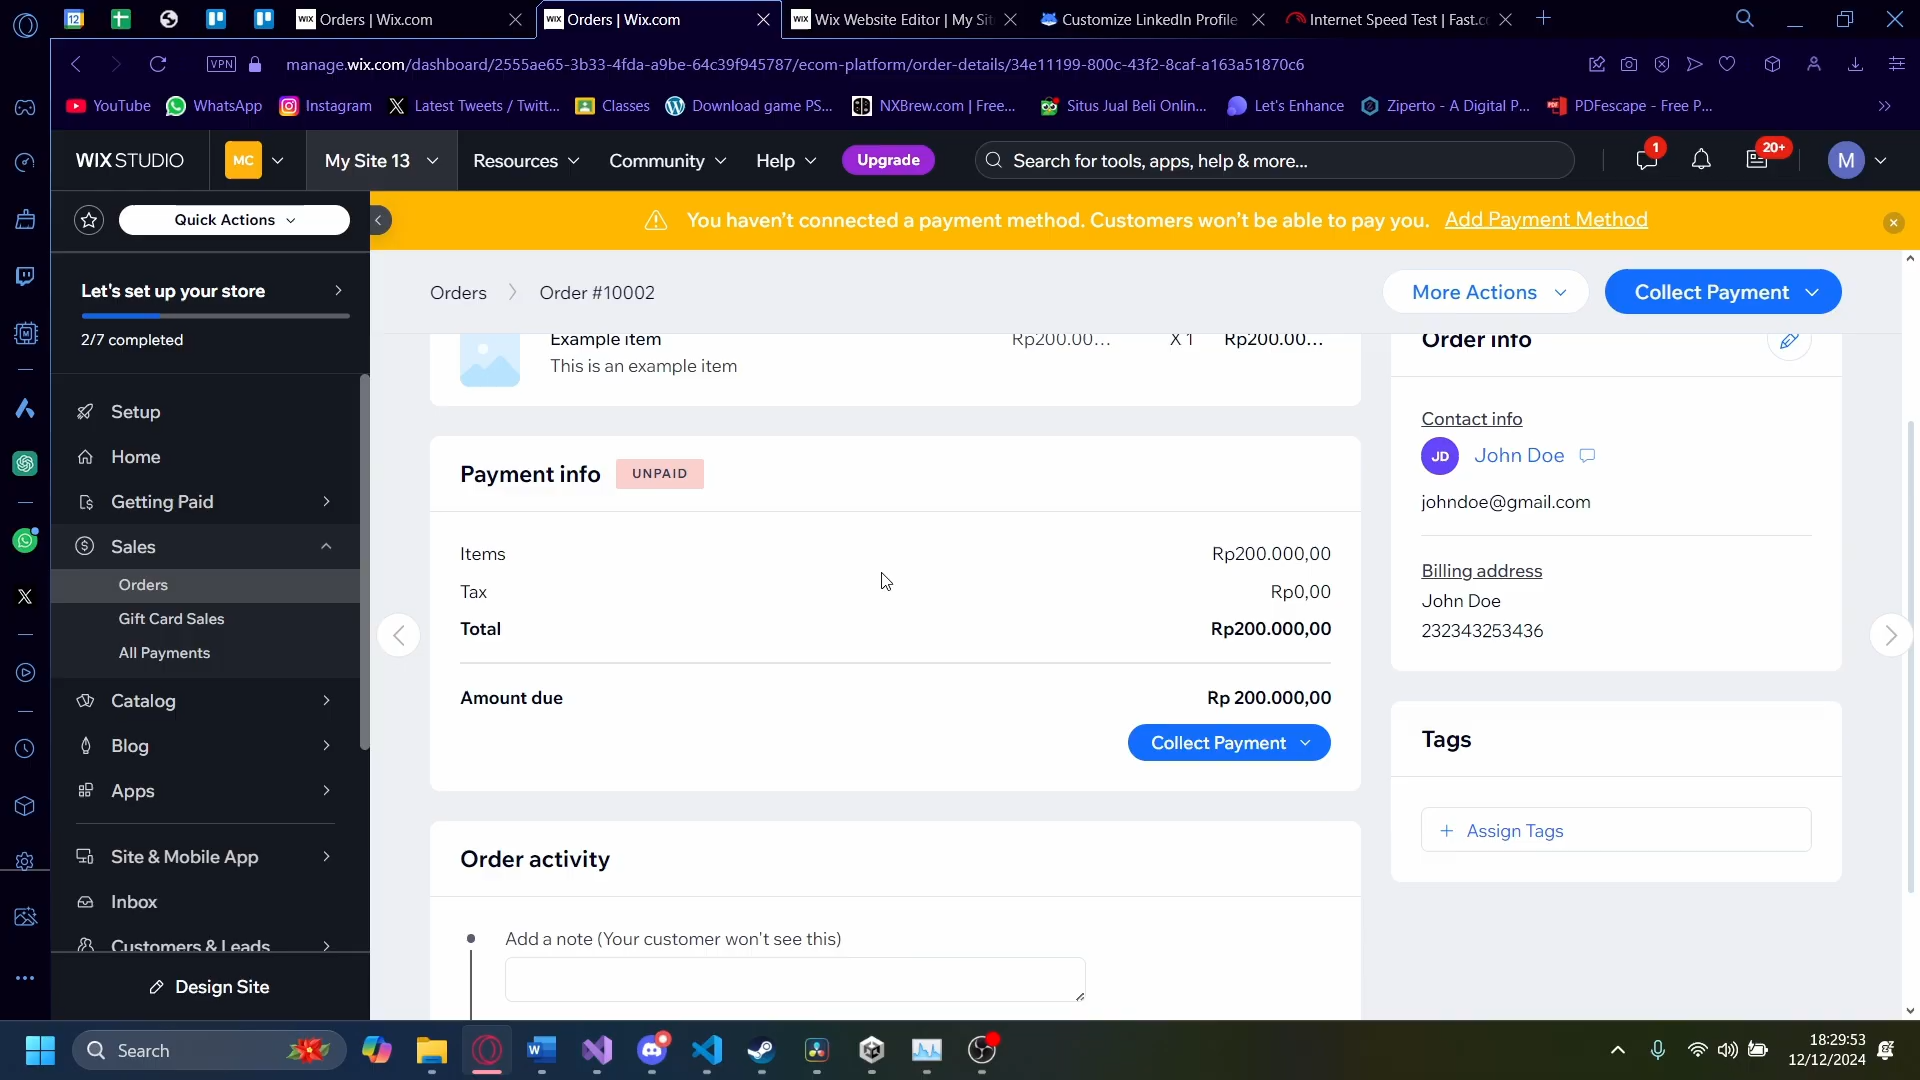 Orders | Wix.com
Orders | Wix.com
Wix Website Editor | My Sit
Customize LinkedIn Profile
Internet Speed Test | Fast.co
VPN
manage.wix.com/dashboard/2555ae65-3b33-4fda-a9be-64c39f945787/ecom-platform/order-details/34e11199-800c-43f2-8caf-a163a51870c6
YouTube
WhatsApp
Instagram
Latest Tweets / Twitt...
Classes
Download game PS...
NXBrew.com | Free...
Situs Jual Beli Onlin...
Let's Enhance
Ziperto - A Digital P...
PDFescape - Free P...
WIX STUDIO
MC
My Site 13
Resources
Community
Help
Upgrade
Search for tools, apps, help & more...
1
20+
M
Quick Actions
You haven't connected a payment method. Customers won't be able to pay you. Add Payment Method
Let's set up your store
2/7 completed
Orders
Order #10002
More Actions
Collect Payment
Example item
Rp200.00...
X 1
Rp200.00...
This is an example item
Order info
Setup
Home
Getting Paid
Sales
Orders
Gift Card Sales
All Payments
Catalog
Blog
Apps
Site & Mobile App
Inbox
Customers & Leads
Design Site
Payment info
UNPAID
Items
Rp200.000,00
Tax
Rp0,00
Total
Rp200.000,00
Amount due
Rp 200.000,00
Collect Payment
Contact info
JD
John Doe
johndoe@gmail.com
Billing address
John Doe
232343253436
Tags
+ Assign Tags
Order activity
Add a note (Your customer won't see this)
Search
18:29:53
12/12/2024